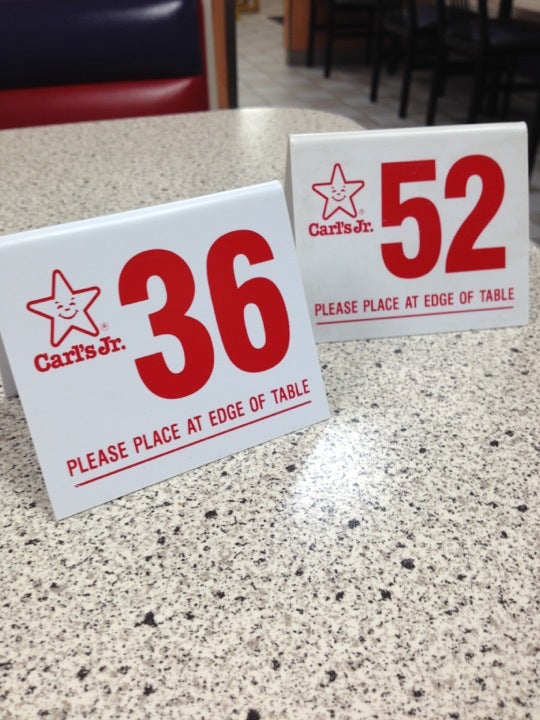 Carl's Jr. ®
36
PLEASE PLACE AT EDGE OF TABLE
Carl's Jr. ®
52
PLEASE PLACE AT EDGE OF TABLE